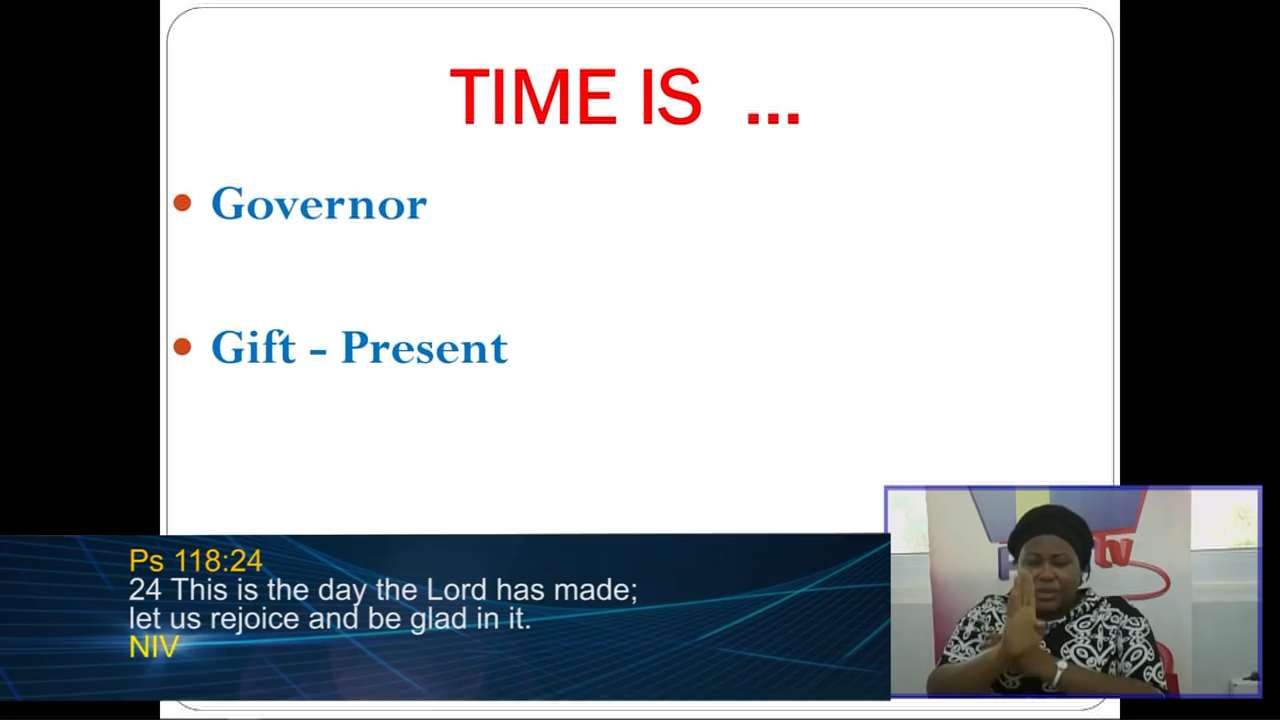 TIME IS ...
• Governor
• Gift - Present
Ps 118:24
24 This is the day the Lord has made;
let us rejoice and be glad in it.
NIV
tv